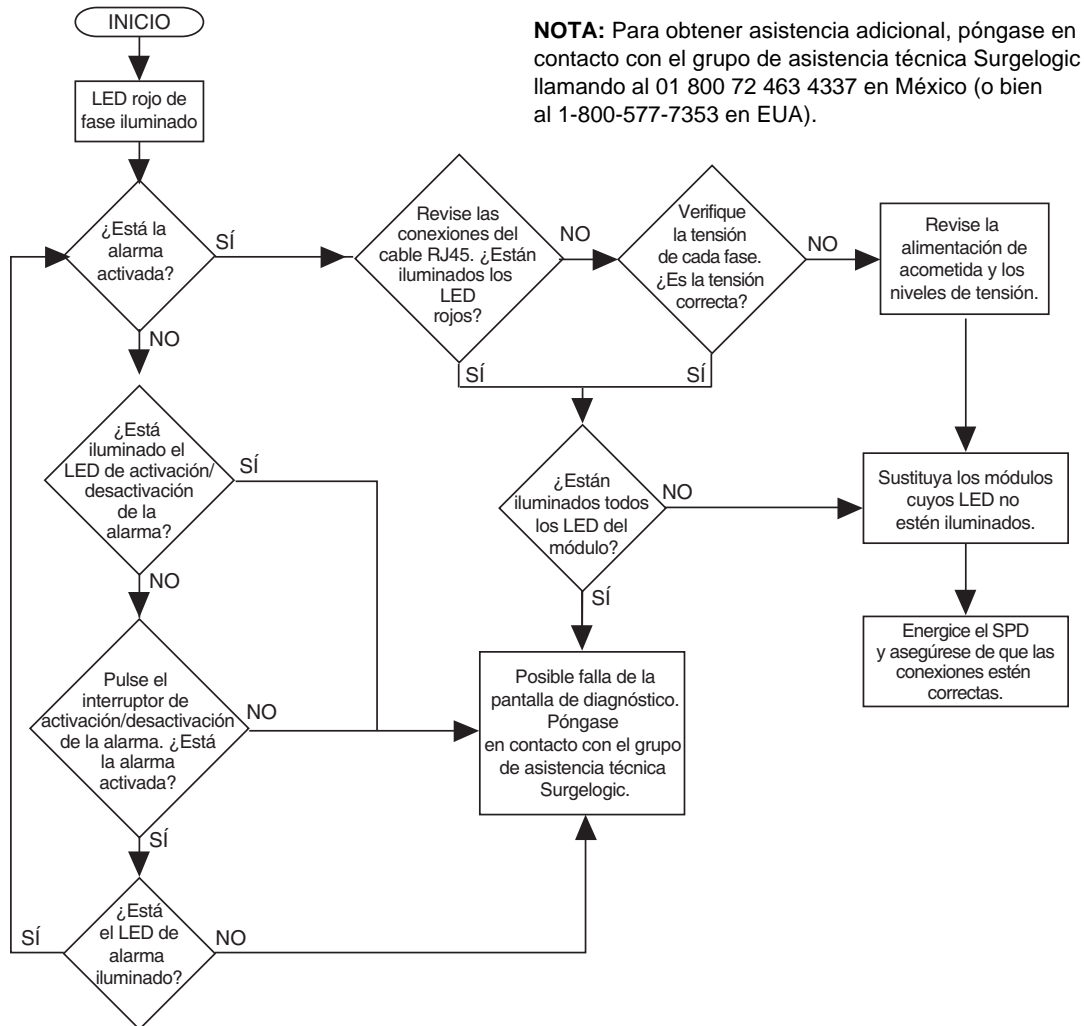 INICIO
NOTA: Para obtener asistencia adicional, póngase en
contacto con el grupo de asistencia técnica Surgelogic
llamando al 01 800 72 463 4337 en México (o bien
al 1-800-577-7353 en EUA).
LED rojo de
fase iluminado
¿Está la
alarma
activada?
SÍ
NO
Revise las
conexiones del
cable RJ45. ¿Están
iluminados los
LED
rojos?
NO
SÍ
Verifique
la tensión
de cada fase.
¿Es la tensión
correcta?
NO
SÍ
Revise la
alimentación de
acometida y los
niveles de tensión.
¿Está
iluminado el
LED de activación/
desactivación
de la
alarma?
SÍ
NO
¿Están
iluminados todos
los LED del
módulo?
NO
SÍ
Sustituya los módulos
cuyos LED no
estén iluminados.
Energice el SPD
y asegúrese de que las
conexiones estén
correctas.
Pulse el
interruptor de
activación/desactivación
de la alarma. ¿Está
la alarma
activada?
NO
SÍ
Posible falla de la
pantalla de diagnóstico.
Póngase
en contacto con el grupo
de asistencia técnica
Surgelogic.
¿Está
el LED de
alarma
iluminado?
SÍ
NO